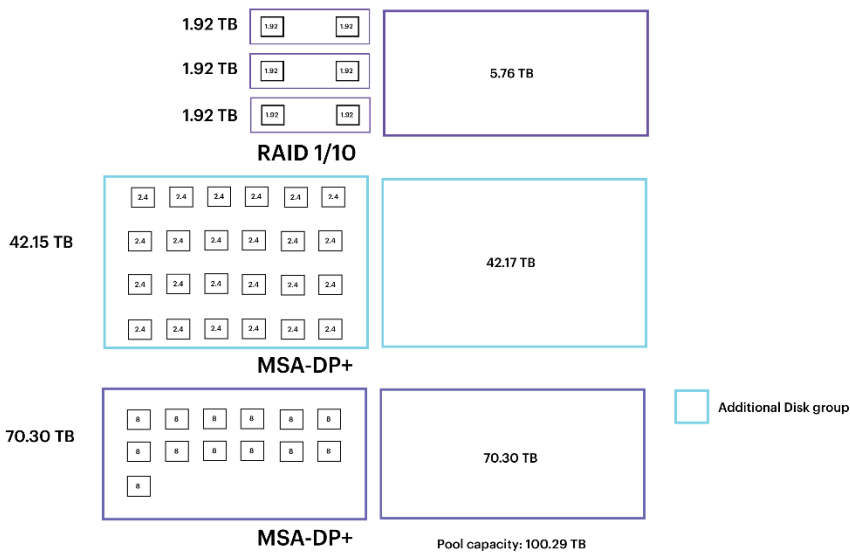 1.92 TB 1.92 1.92
1.92 TB 1.92 1.92 5.76 TB
1.92 TB 1.92 1.92
RAID 1/10
2.4 2.4 2.4 2.4 2.4 2.4
42.15 TB 2.4 2.4 2.4 2.4 2.4 2.4
42.17 TB
2.4 2.4 2.4 2.4 2.4 2.4
2.4 2.4 2.4 2.4 2.4 2.4
MSA-DP+
Additional Disk group
8 8 8 8 8 8
70.30 TB
8 8 8 8 8 8
70.30 TB
8
MSA-DP+
Pool capacity: 100.29 TB